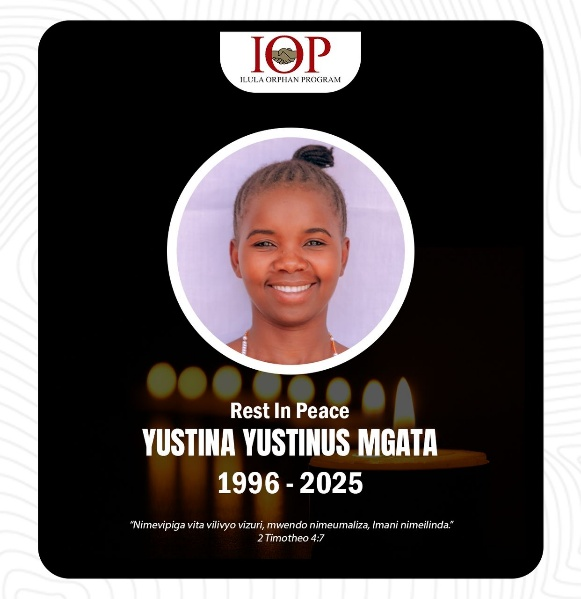 IOP
ILULA ORPHAN PROGRAM
Rest In Peace
YUSTINA YUSTINUS MGATA
1996 - 2025
"Nimevipiga vita vilivyo vizuri, mwendo nimeumaliza, Imani nimeilinda."
2 Timotheo 4:7